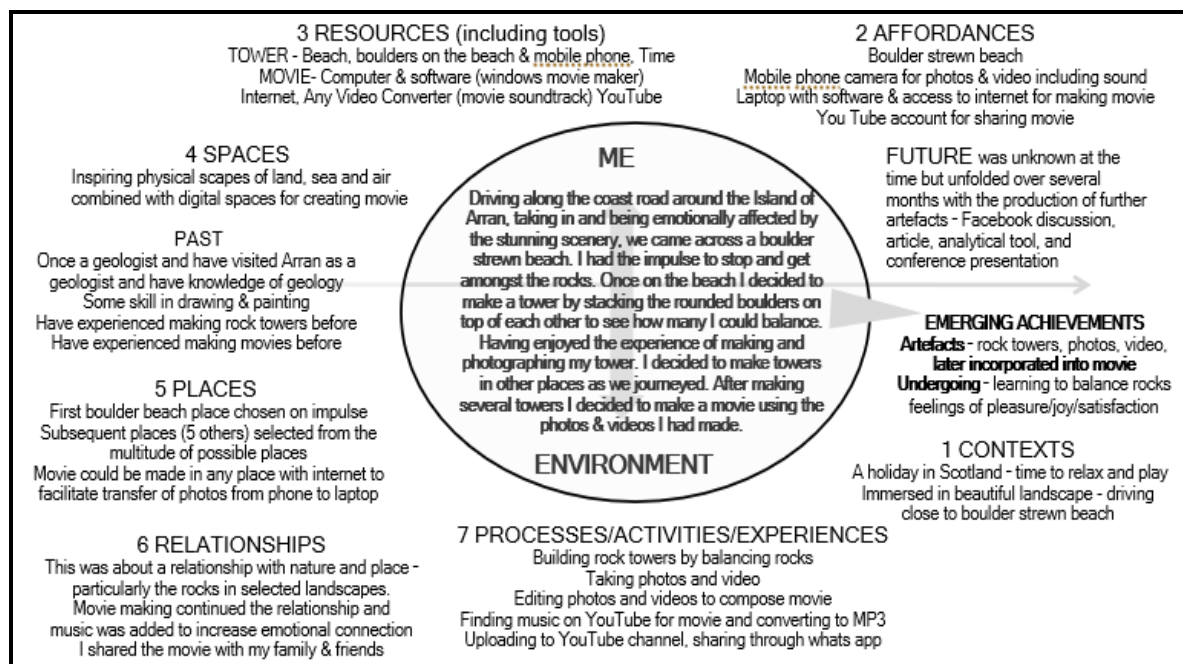 3 RESOURCES (including tools)
TOWER - Beach, boulders on the beach & mobile phone, Time
MOVIE- Computer & software (windows movie maker)
Internet, Any Video Converter (movie soundtrack) YouTube
2 AFFORDANCES
Boulder strewn beach
Mobile phone camera for photos & video including sound
Laptop with software & access to internet for making movie
You Tube account for sharing movie
4 SPACES
Inspiring physical scapes of land, sea and air
combined with digital spaces for creating movie
PAST
Once a geologist and have visited Arran as a
geologist and have knowledge of geology
Some skill in drawing & painting
Have experienced making rock towers before
Have experienced making movies before
ME
Driving along the coast road around the Island of
Arran, taking in and being emotionally affected by
the stunning scenery, we came across a boulder
strewn beach. I had the impulse to stop and get
amongst the rocks. Once on the beach I decided to
make a tower by stacking the rounded boulders on
top of each other to see how many I could balance.
Having enjoyed the experience of making and
photographing my tower. I decided to make towers
in other places as we journeyed. After making
several towers I decided to make a movie using the
photos & videos I had made.
ENVIRONMENT
FUTURE was unknown at the
time but unfolded over several
months with the production of further
artefacts - Facebook discussion,
article, analytical tool, and
conference presentation
EMERGING ACHIEVEMENTS
Artefacts - rock towers, photos, video,
later incorporated into movie
Undergoing - learning to balance rocks
feelings of pleasure/joy/satisfaction
5 PLACES
First boulder beach place chosen on impulse
Subsequent places (5 others) selected from the
multitude of possible places
Movie could be made in any place with internet to
facilitate transfer of photos from phone to laptop
1 CONTEXTS
A holiday in Scotland - time to relax and play
Immersed in beautiful landscape - driving
close to boulder strewn beach
6 RELATIONSHIPS
This was about a relationship with nature and place -
particularly the rocks in selected landscapes.
Movie making continued the relationship and
music was added to increase emotional connection
I shared the movie with my family & friends
7 PROCESSES/ACTIVITIES/EXPERIENCES
Building rock towers by balancing rocks
Taking photos and video
Editing photos and videos to compose movie
Finding music on YouTube for movie and converting to MP3
Uploading to YouTube channel, sharing through whats app